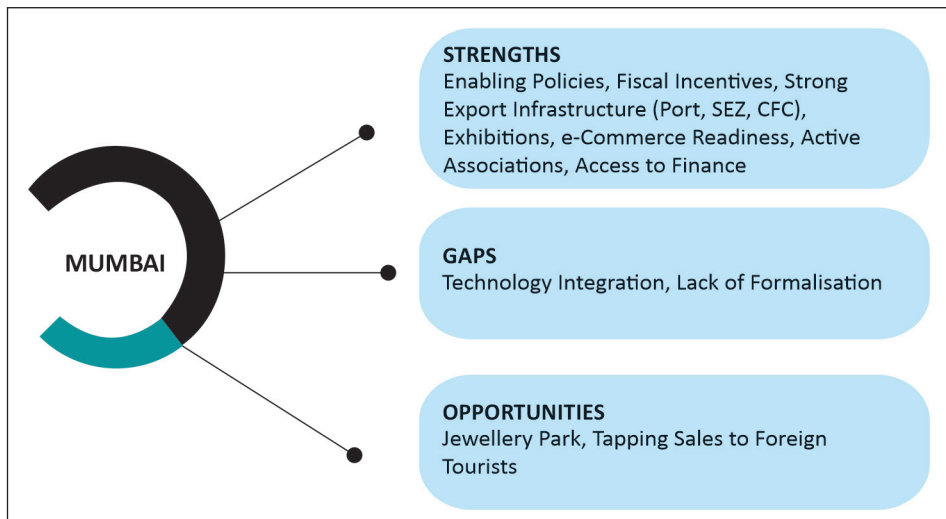 MUMBAI
STRENGTHS
Enabling Policies, Fiscal Incentives, Strong
Export Infrastructure (Port, SEZ, CFC),
Exhibitions, e-Commerce Readiness, Active
Associations, Access to Finance
GAPS
Technology Integration, Lack of Formalisation
OPPORTUNITIES
Jewellery Park, Tapping Sales to Foreign
Tourists